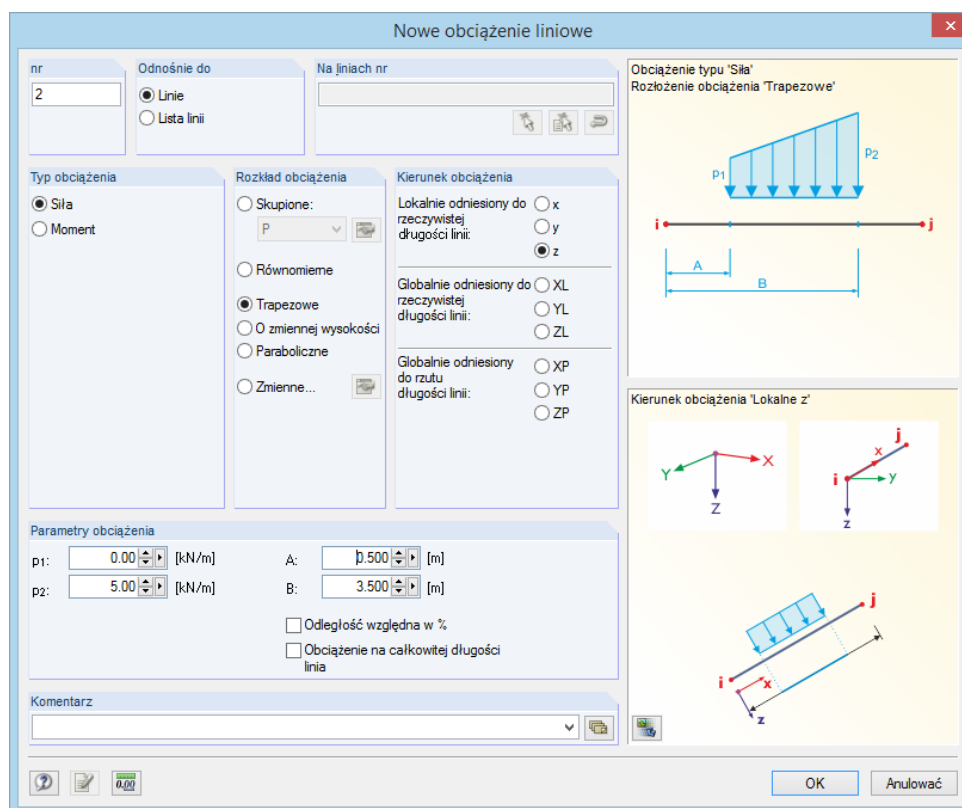 Nowe obciążenie liniowe
nr
2
Odnośnie do
Linie
Lista linii
Na liniach nr
Typ obciążenia
Siła
Moment
Rozkład obciążenia
Skupione:
P
Równomierne
Trapezowe
O zmiennej wysokości
Paraboliczne
Zmienne...
Kierunek obciążenia
Lokalnie odniesiony do
rzeczywistej
długości linii:
x
y
z
Globalnie odniesiony do
rzeczywistej
długości linii:
XL
YL
ZL
Globalnie odniesiony
do rzutu
długości linii:
XP
YP
ZP
Parametry obciążenia
p1: 0.00 [kN/m]
p2: 5.00 [kN/m]
A: 0.500 [m]
B: 3.500 [m]
Odległość względna w %
Obciążenie na całkowitej długości
linia
Komentarz
Obciążenie typu 'Siła'
Rozłożenie obciążenia 'Trapezowe'
p1
p2
i
j
A
B
Kierunek obciążenia 'Lokalne z'
Y
X
Z
j
x
i
y
z
j
i
x
z
0.00
OK
Anulować